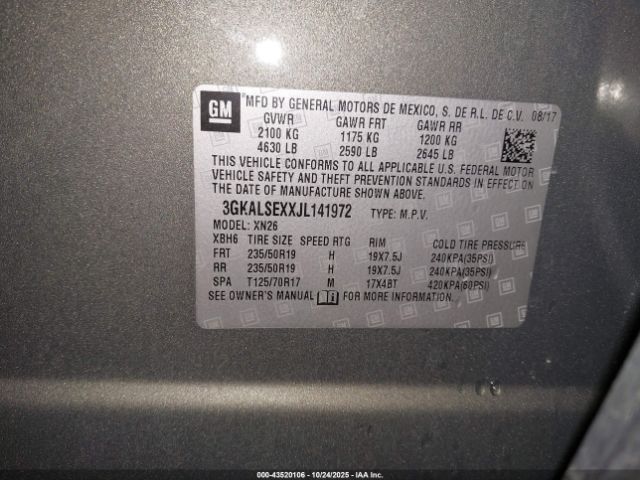 GM ® MFD BY GENERAL MOTORS DE MEXICO, S. DE R.L. DE C.V. 08/17
GVWR GAWR FRT GAWR RR
2100 KG 1175 KG 1200 KG
4630 LB 2590 LB 2645 LB
THIS VEHICLE CONFORMS TO ALL APPLICABLE U.S. FEDERAL MOTOR
VEHICLE SAFETY AND THEFT PREVENTION STANDARDS IN EFFECT
ON THE DATE OF MANUFACTURE SHOWN ABOVE.
3GKALSEXXJL141972 TYPE: M.P.V.
MODEL: XN26
XBH6 TIRE SIZE SPEED RTG RIM COLD TIRE PRESSURE
FRT 235/50R19 H 19X7.5J 240KPA(35PSI)
RR 235/50R19 H 19X7.5J 240KPA(35PSI)
SPA T125/70R17 M 17X4BT 420KPA(60PSI)
SEE OWNER'S MANUAL FOR MORE INFORMATION
000-43520106 - 10/24/2025 - www.iaai.com